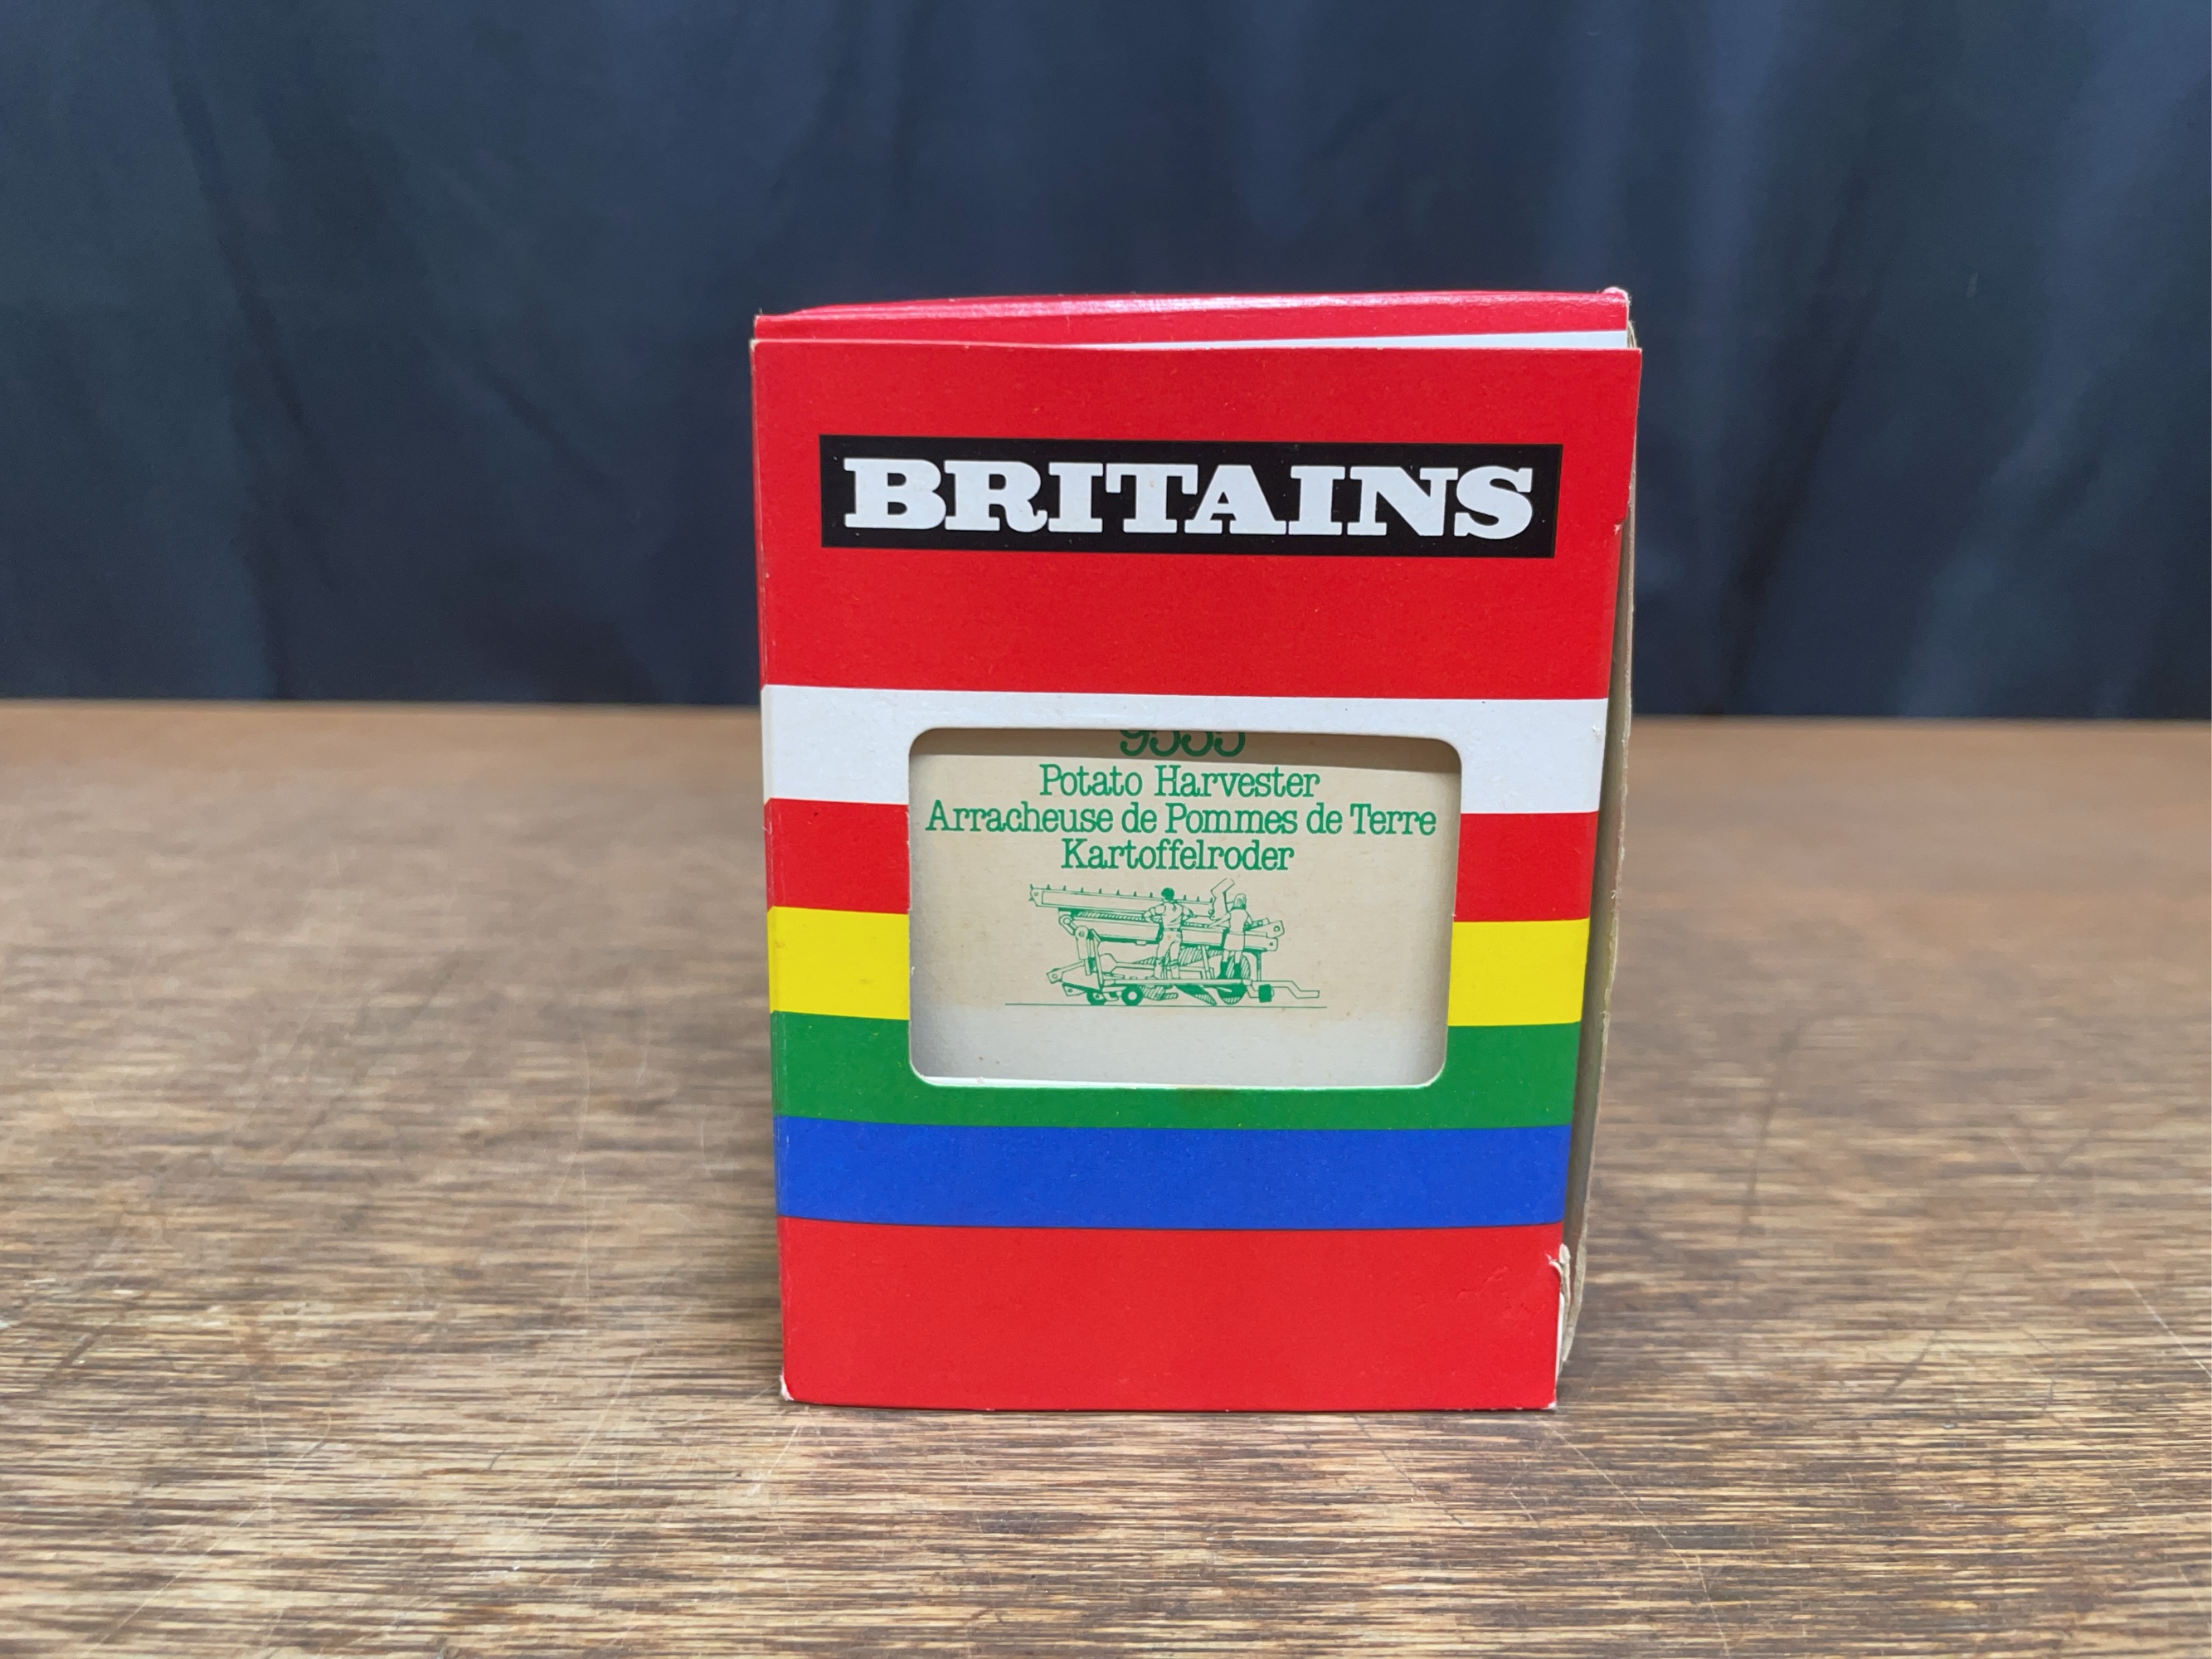 BRITAINS
Potato Harvester
Arracheuse de Pommes de Terre
Kartoffelroder